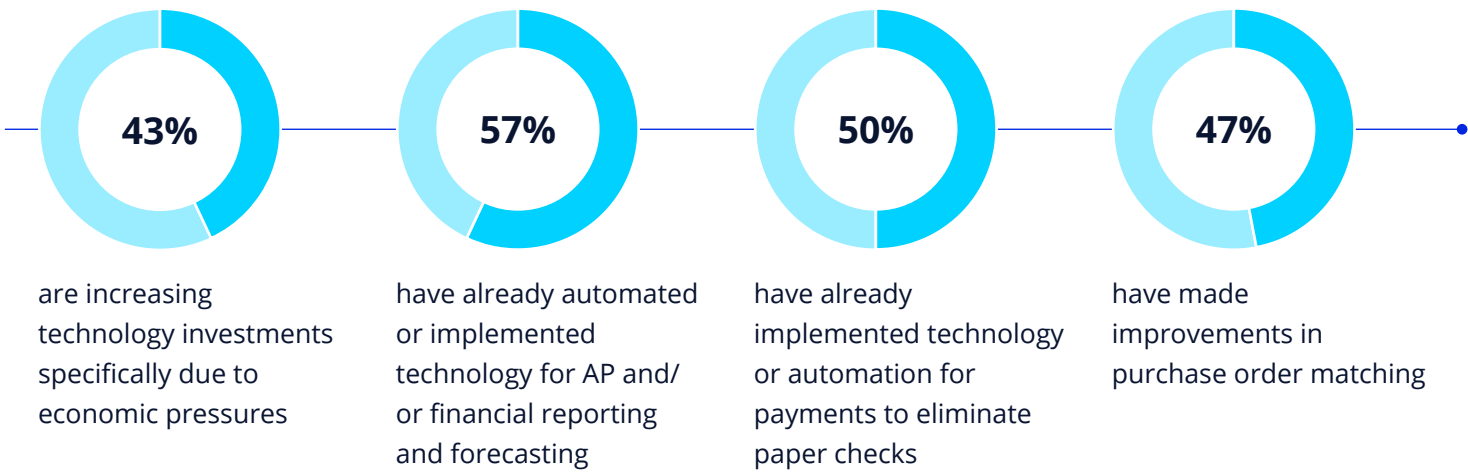 43%
are increasing
technology investments
specifically due to
economic pressures
57%
have already automated
or implemented
technology for AP and/
or financial reporting
and forecasting
50%
have already
implemented technology
or automation for
payments to eliminate
paper checks
47%
have made
improvements in
purchase order matching